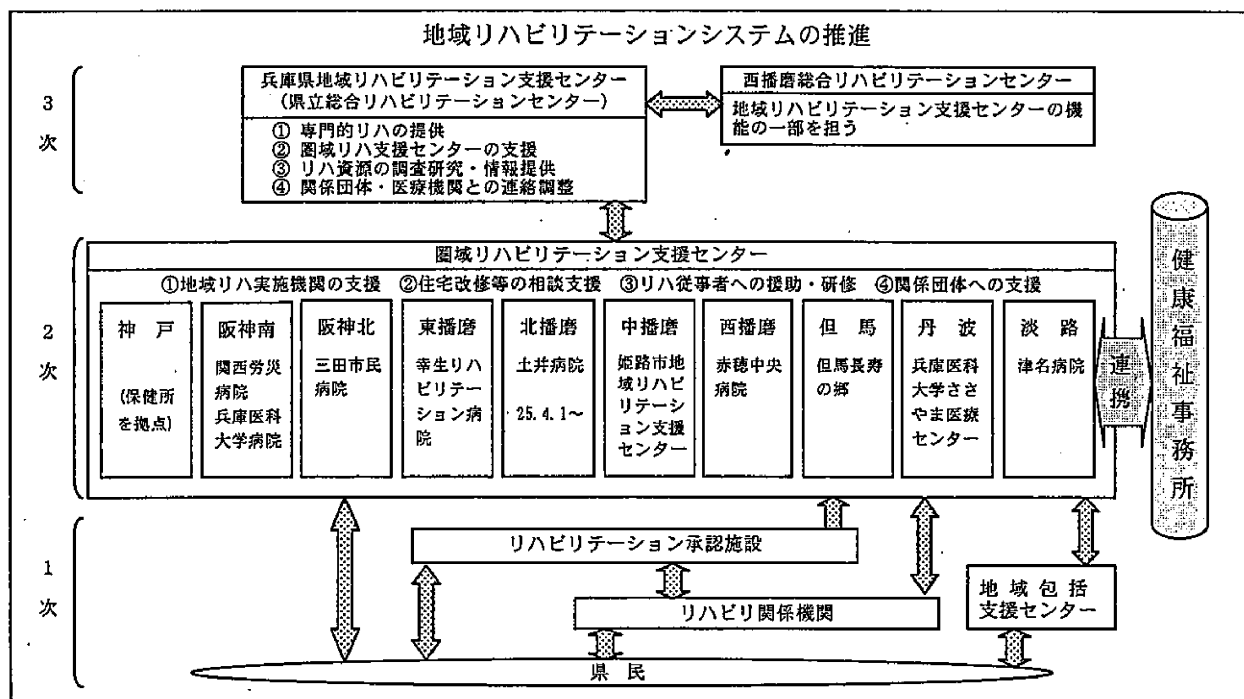 地域リハビリテーションシステムの推進
3次
兵庫県地域リハビリテーション支援センター
(県立総合リハビリテーションセンター)
① 専門的リハの提供
② 圏域リハ支援センターの支援
③ リハ資源の調査研究・情報提供
④ 関係団体・医療機関との連絡調整
西播磨総合リハビリテーションセンター
地域リハビリテーション支援センターの機
能の一部を担う
2次
圏域リハビリテーション支援センター
①地域リハ実施機関の支援 ②住宅改修等の相談支援 ③リハ従事者への援助・研修 ④関係団体への支援
神戸
(保健所
を拠点)
阪神南
関西労災
病院
兵庫医科
大学病院
阪神北
三田市民
病院
東播磨
幸生リハ
ビリテー
ション病
院
北播磨
土井病院
25.4.1~
中播磨
姫路市地
域リハビ
リテーシ
ョン支援
センター
西播磨
赤穂中央
病院
但馬
但馬長寿
の郷
丹波
兵庫医科
大学ささ
やま医療
センター
淡路
津名病院
連携
健康福祉事務所
1次
リハビリテーション承認施設
リハビリ関係機関
地域包括
支援センター
県民